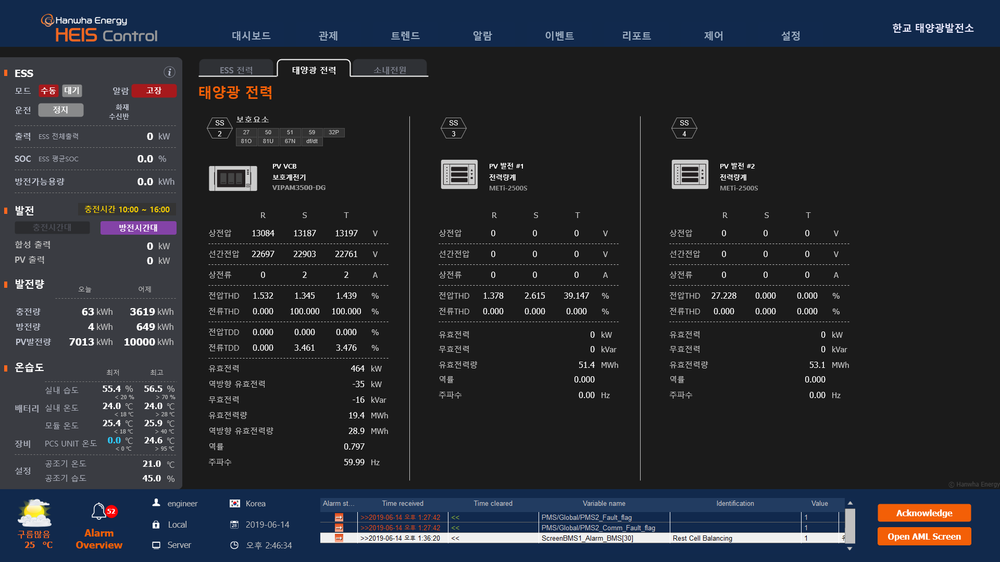 Hanwha Energy
HEIS Control
대시보드 관제 트렌드 알람 이벤트 리포트 제어 설정
한교 태양광발전소
ESS i
모드 수동 대기 알람 고장
운전 정지 화재
수신반
출력 ESS 전체출력 0 kW
SOC ESS 평균SOC 0.0 %
방전가능용량 0.0 kWh
발전 충전시간 10:00 ~ 16:00
충전시간대 방전시간대
합성 출력 0 kW
PV 출력 0 kW
발전량 오늘 어제
충전량 63 kWh 3619 kWh
방전량 4 kWh 649 kWh
PV발전량 7013 kWh 10000 kWh
온습도 최저 최고
실내 습도 55.4 % 56.5 %
< 20 % > 70 %
배터리 실내 온도 24.0 ℃ 24.0 ℃
< 18 ℃ > 28 ℃
모듈 온도 25.4 ℃ 25.9 ℃
< 18 ℃ > 40 ℃
장비 PCS UNIT 온도 0.0 ℃ 24.6 ℃
< 0 ℃ > 95 ℃
설정 공조기 온도 21.0 ℃
공조기 습도 45.0 %
ESS 전력 태양광 전력 소내전원
태양광 전력
SS
2
보호요소
27 50 51 59 32P
81O 81U 67N df/dt
PV VCB
보호계전기
VIPAM3500-DG
R S T
상전압 13084 13187 13197 V
선간전압 22697 22903 22761 V
상전류 0 2 2 A
전압THD 1.532 1.345 1.439 %
전류THD 0.000 100.000 100.000 %
전압TDD 0.000 0.000 0.000 %
전류TDD 0.000 3.461 3.476 %
유효전력 464 kW
역방향 유효전력 -35 kW
무효전력 -16 kVar
유효전력량 19.4 MWh
역방향 유효전력량 28.9 MWh
역률 0.797
주파수 59.99 Hz
SS
3
PV 발전 #1
전력량계
METi-2500S
R S T
상전압 0 0 0 V
선간전압 0 0 0 V
상전류 0 0 0 A
전압THD 1.378 2.615 39.147 %
전류THD 0.000 0.000 0.000 %
유효전력 0 kW
무효전력 0 kVar
유효전력량 51.4 MWh
역률 0.000
주파수 0.00 Hz
SS
4
PV 발전 #2
전력량계
METi-2500S
R S T
상전압 0 0 0 V
선간전압 0 0 0 V
상전류 0 0 0 A
전압THD 27.228 0.000 0.000 %
전류THD 0.000 0.000 0.000 %
유효전력 0 kW
무효전력 0 kVar
유효전력량 53.1 MWh
역률 0.000
주파수 0.00 Hz
© Hanwha Energy
구름많음
25 ℃
52
Alarm
Overview
engineer Korea
Local 28 2019-06-14
Server 오후 2:46:34
Alarm st... Time received Time cleared Variable name Identification Value
>>2019-06-14 오후 1:27:42 << PMS/Global/PMS2_Fault_flag 1
>>2019-06-14 오후 1:27:42 << PMS/Global/PMS2_Comm_Fault_flag 1
>>2019-06-14 오후 1:36:20 << ScreenBMS1_Alarm_BMS[30] Rest Cell Balancing 1
Acknowledge
Open AML Screen